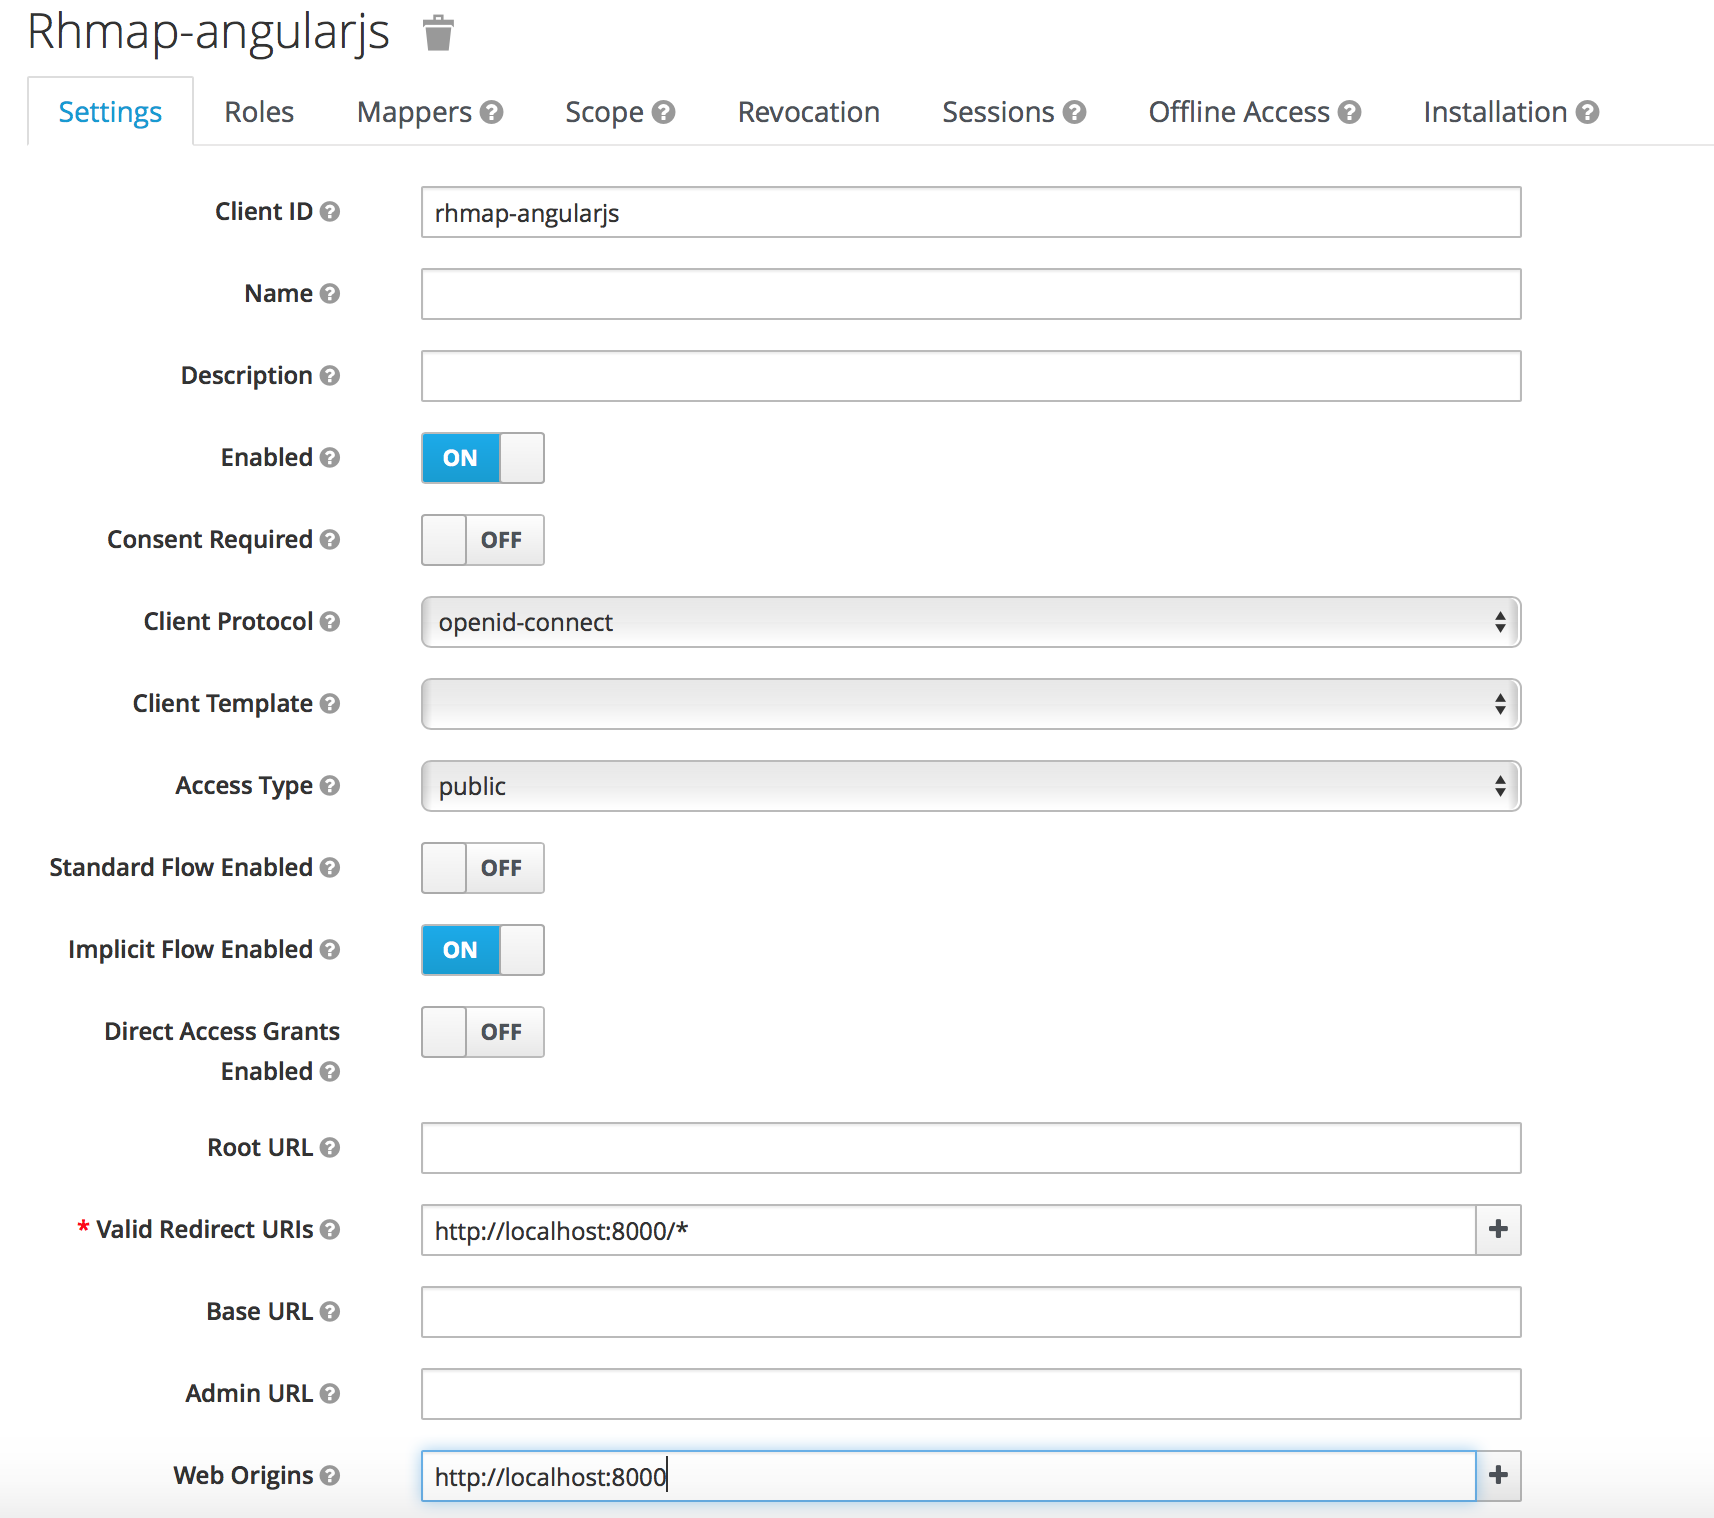 Rhmap-angularjs
Settings Roles Mappers Scope Revocation Sessions Offline Access Installation
Client ID rhmap-angularjs
Name
Description
Enabled ON
Consent Required OFF
Client Protocol openid-connect
Client Template
Access Type public
Standard Flow Enabled OFF
Implicit Flow Enabled ON
Direct Access Grants OFF
Enabled
Root URL
* Valid Redirect URIs http://localhost:8000/*
Base URL
Admin URL
Web Origins http://localhost:8000